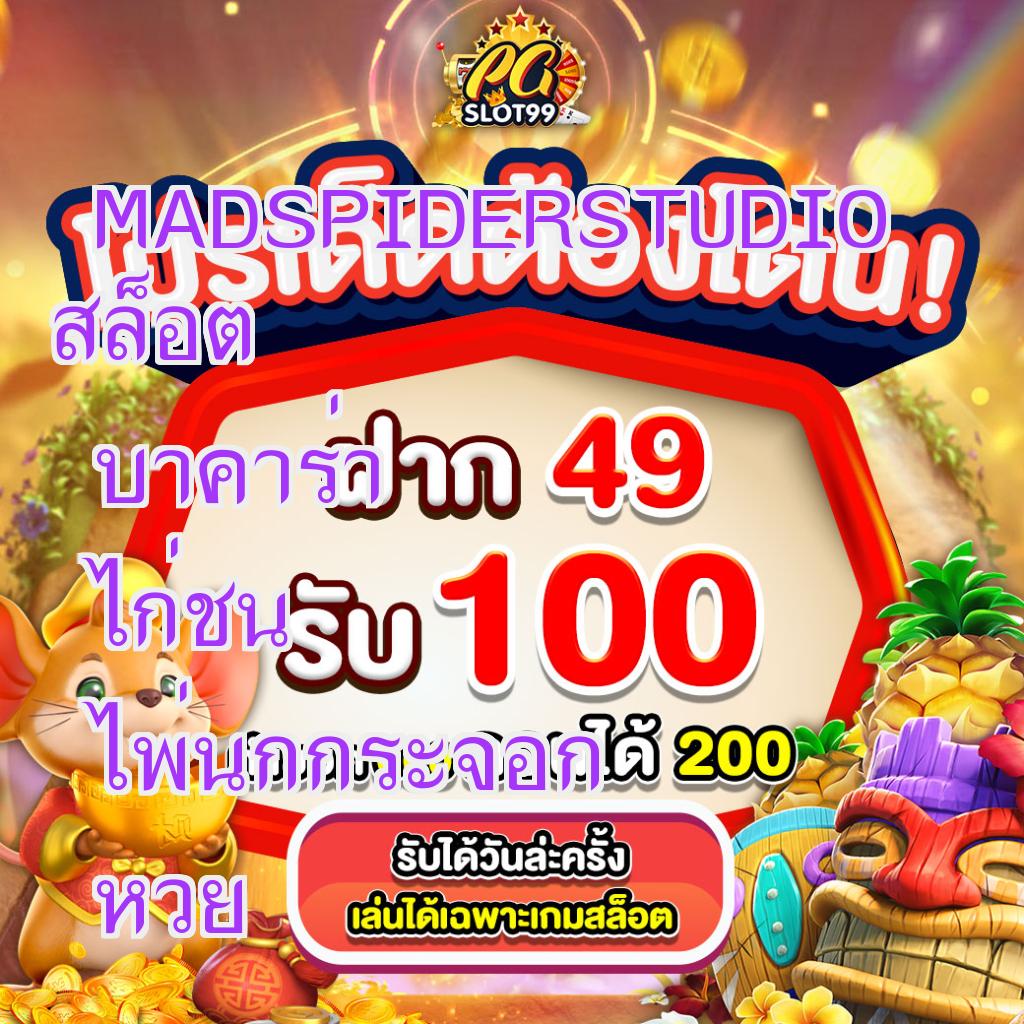 PG
SLOT99
MADSPIDERSTUDIO
สล็อต
ฝาก 49
บาคาร่า
ไก่ชน
รับ 100
ได้ 200
ไพ่นกกระจอก
รับได้วันล่ะครั้ง
หวย
เล่นได้เฉพาะเกมสล็อต